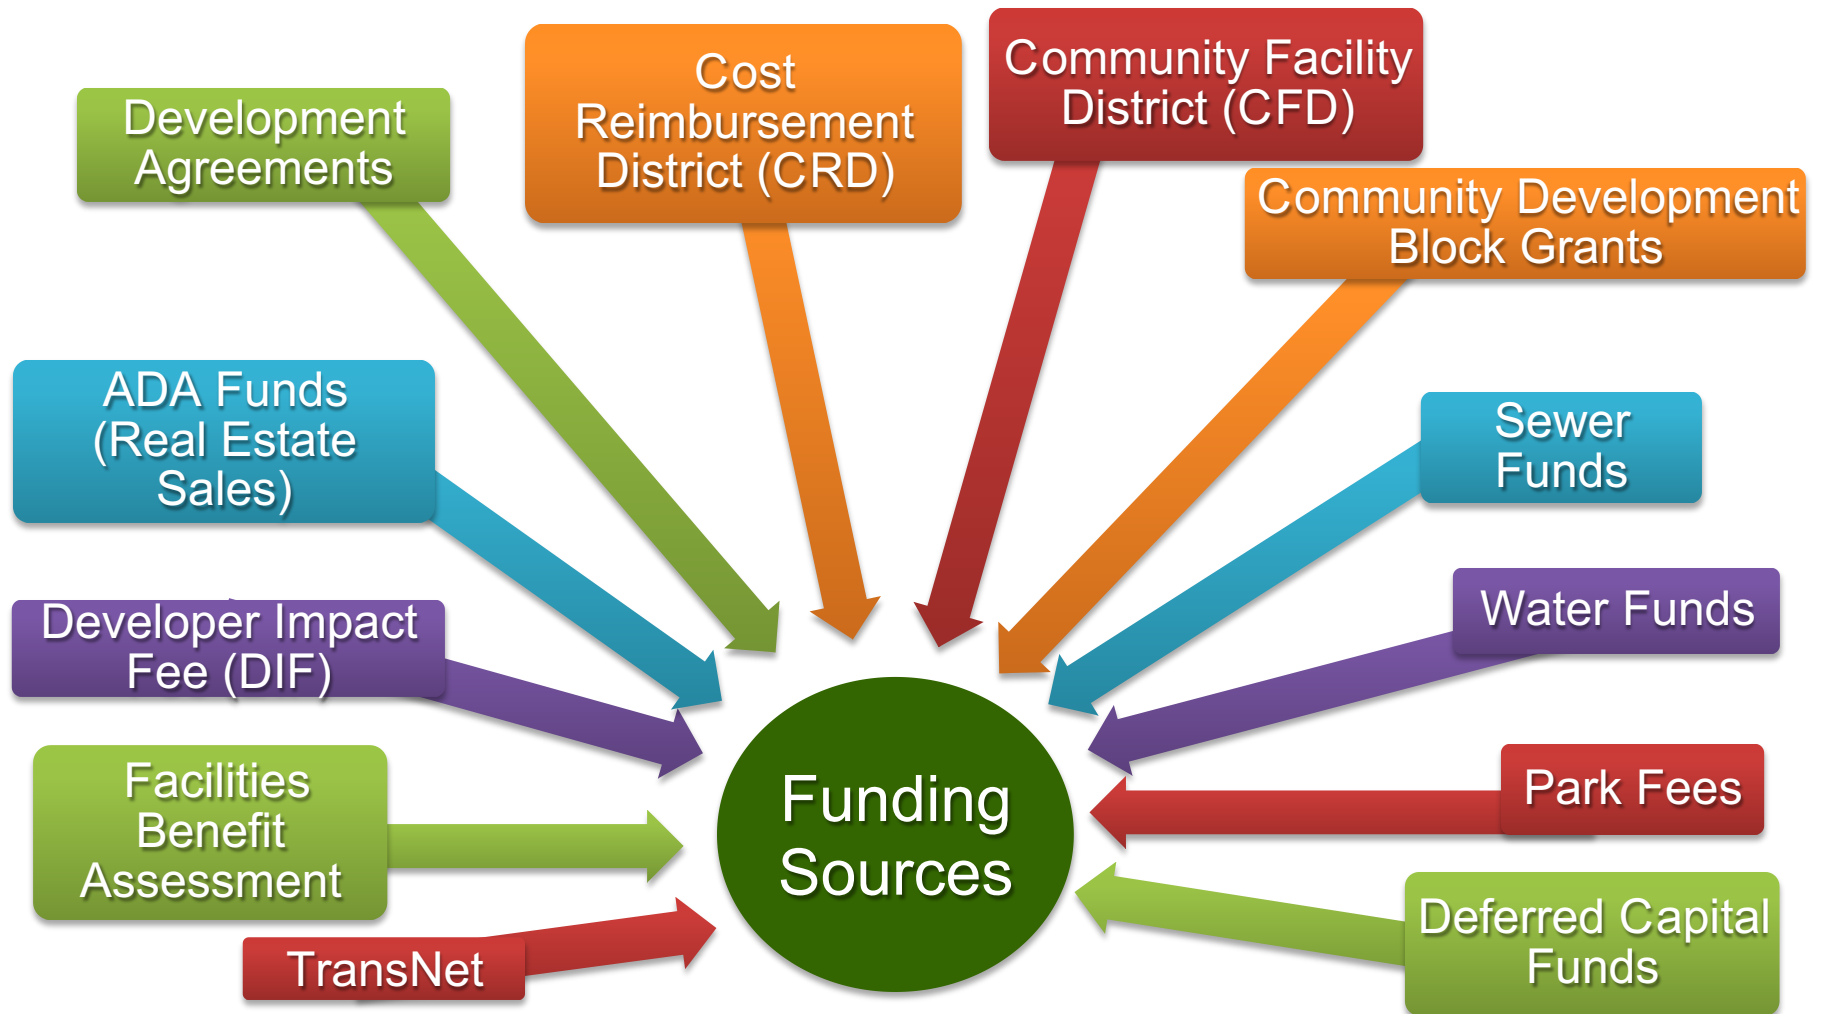 Development
Agreements
Cost
Reimbursement
District (CRD)
Community Facility
District (CFD)
Community Development
Block Grants
ADA Funds
(Real Estate
Sales)
Sewer
Funds
Developer Impact
Fee (DIF)
Water Funds
Facilities
Benefit
Assessment
Funding
Sources
Park Fees
TransNet
Deferred Capital
Funds